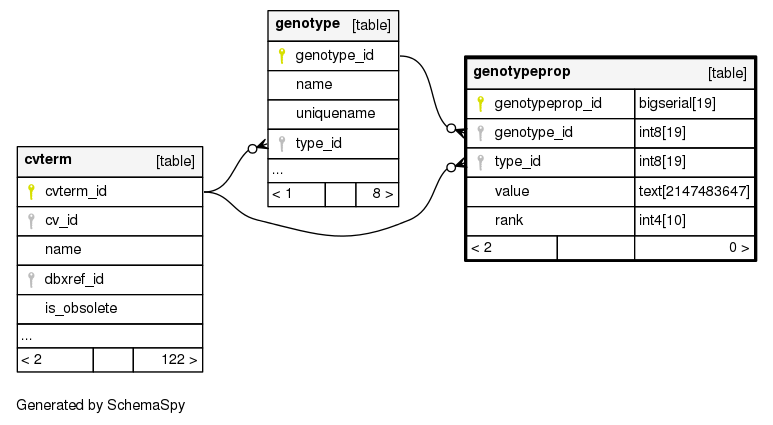 genotype [table]
genotype_id
name
uniquename
type_id
...
< 1 8 >
genotypeprop [table]
genotypeprop_id bigserial[19]
genotype_id int8[19]
type_id int8[19]
value text[2147483647]
rank int4[10]
< 2 0 >
cvterm [table]
cvterm_id
cv_id
name
dbxref_id
is_obsolete
...
< 2 122 >
Generated by SchemaSpy